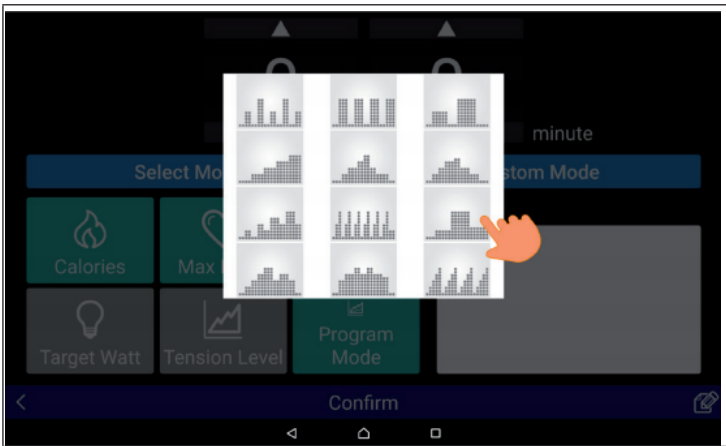 minute
Select Mo
stom Mode
Calories
Max
Target Watt
Tension Level
Program
Mode
Confirm